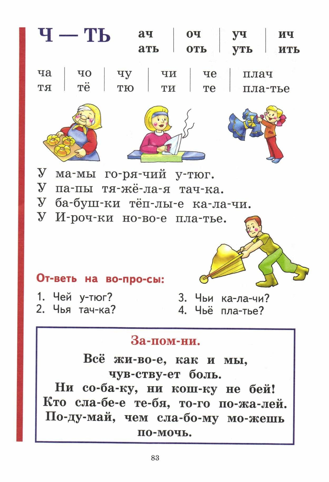 Ч — ТЬ
ач оч уч ич
ать оть уть ить
ча чо чу чи че плач
тя тё тю ти те пла-тье
У ма-мы го-ря-чий у-тюг.
У па-пы тя-жё-ла-я тач-ка.
У ба-буш-ки тёп-лы-е ка-ла-чи.
У И-роч-ки но-во-е пла-тье.
От-веть на во-про-сы:
1. Чей у-тюг?
2. Чья тач-ка?
3. Чьи ка-ла-чи?
4. Чьё пла-тье?
За-пом-ни.
Всё жи-во-е, как и мы,
чув-ству-ет боль.
Ни со-ба-ку, ни кош-ку не бей!
Кто сла-бе-е те-бя, то-го по-жа-лей.
По-ду-май, чем сла-бо-му мо-жешь
по-мочь.
83